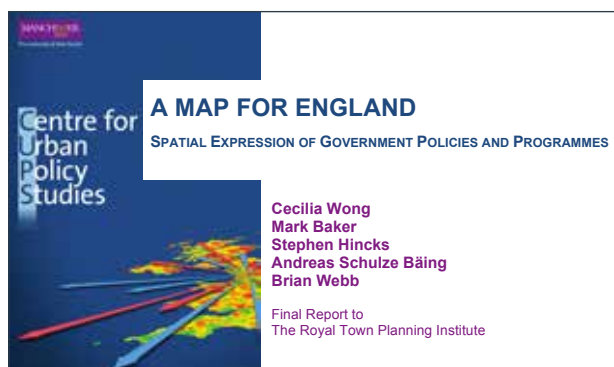 MANCHESTER
Centre for
Urban
Policy
Studies
A MAP FOR ENGLAND
SPATIAL EXPRESSION OF GOVERNMENT POLICIES AND PROGRAMMES
Cecilia Wong
Mark Baker
Stephen Hincks
Andreas Schulze Bäing
Brian Webb
Final Report to
The Royal Town Planning Institute